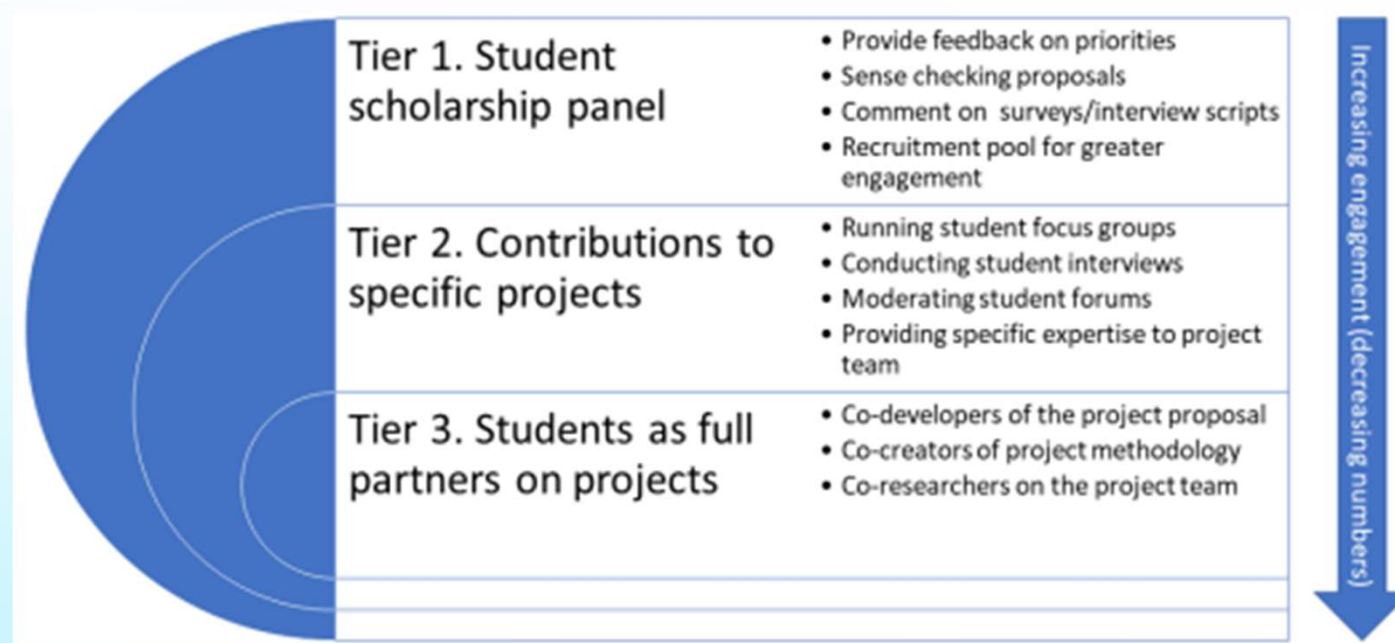 Tier 1. Student
scholarship panel
• Provide feedback on priorities
• Sense checking proposals
• Comment on surveys/interview scripts
• Recruitment pool for greater
engagement
Tier 2. Contributions to
specific projects
• Running student focus groups
• Conducting student interviews
• Moderating student forums
• Providing specific expertise to project
team
Tier 3. Students as full
partners on projects
• Co-developers of the project proposal
• Co-creators of project methodology
• Co-researchers on the project team
Increasing engagement (decreasing numbers)